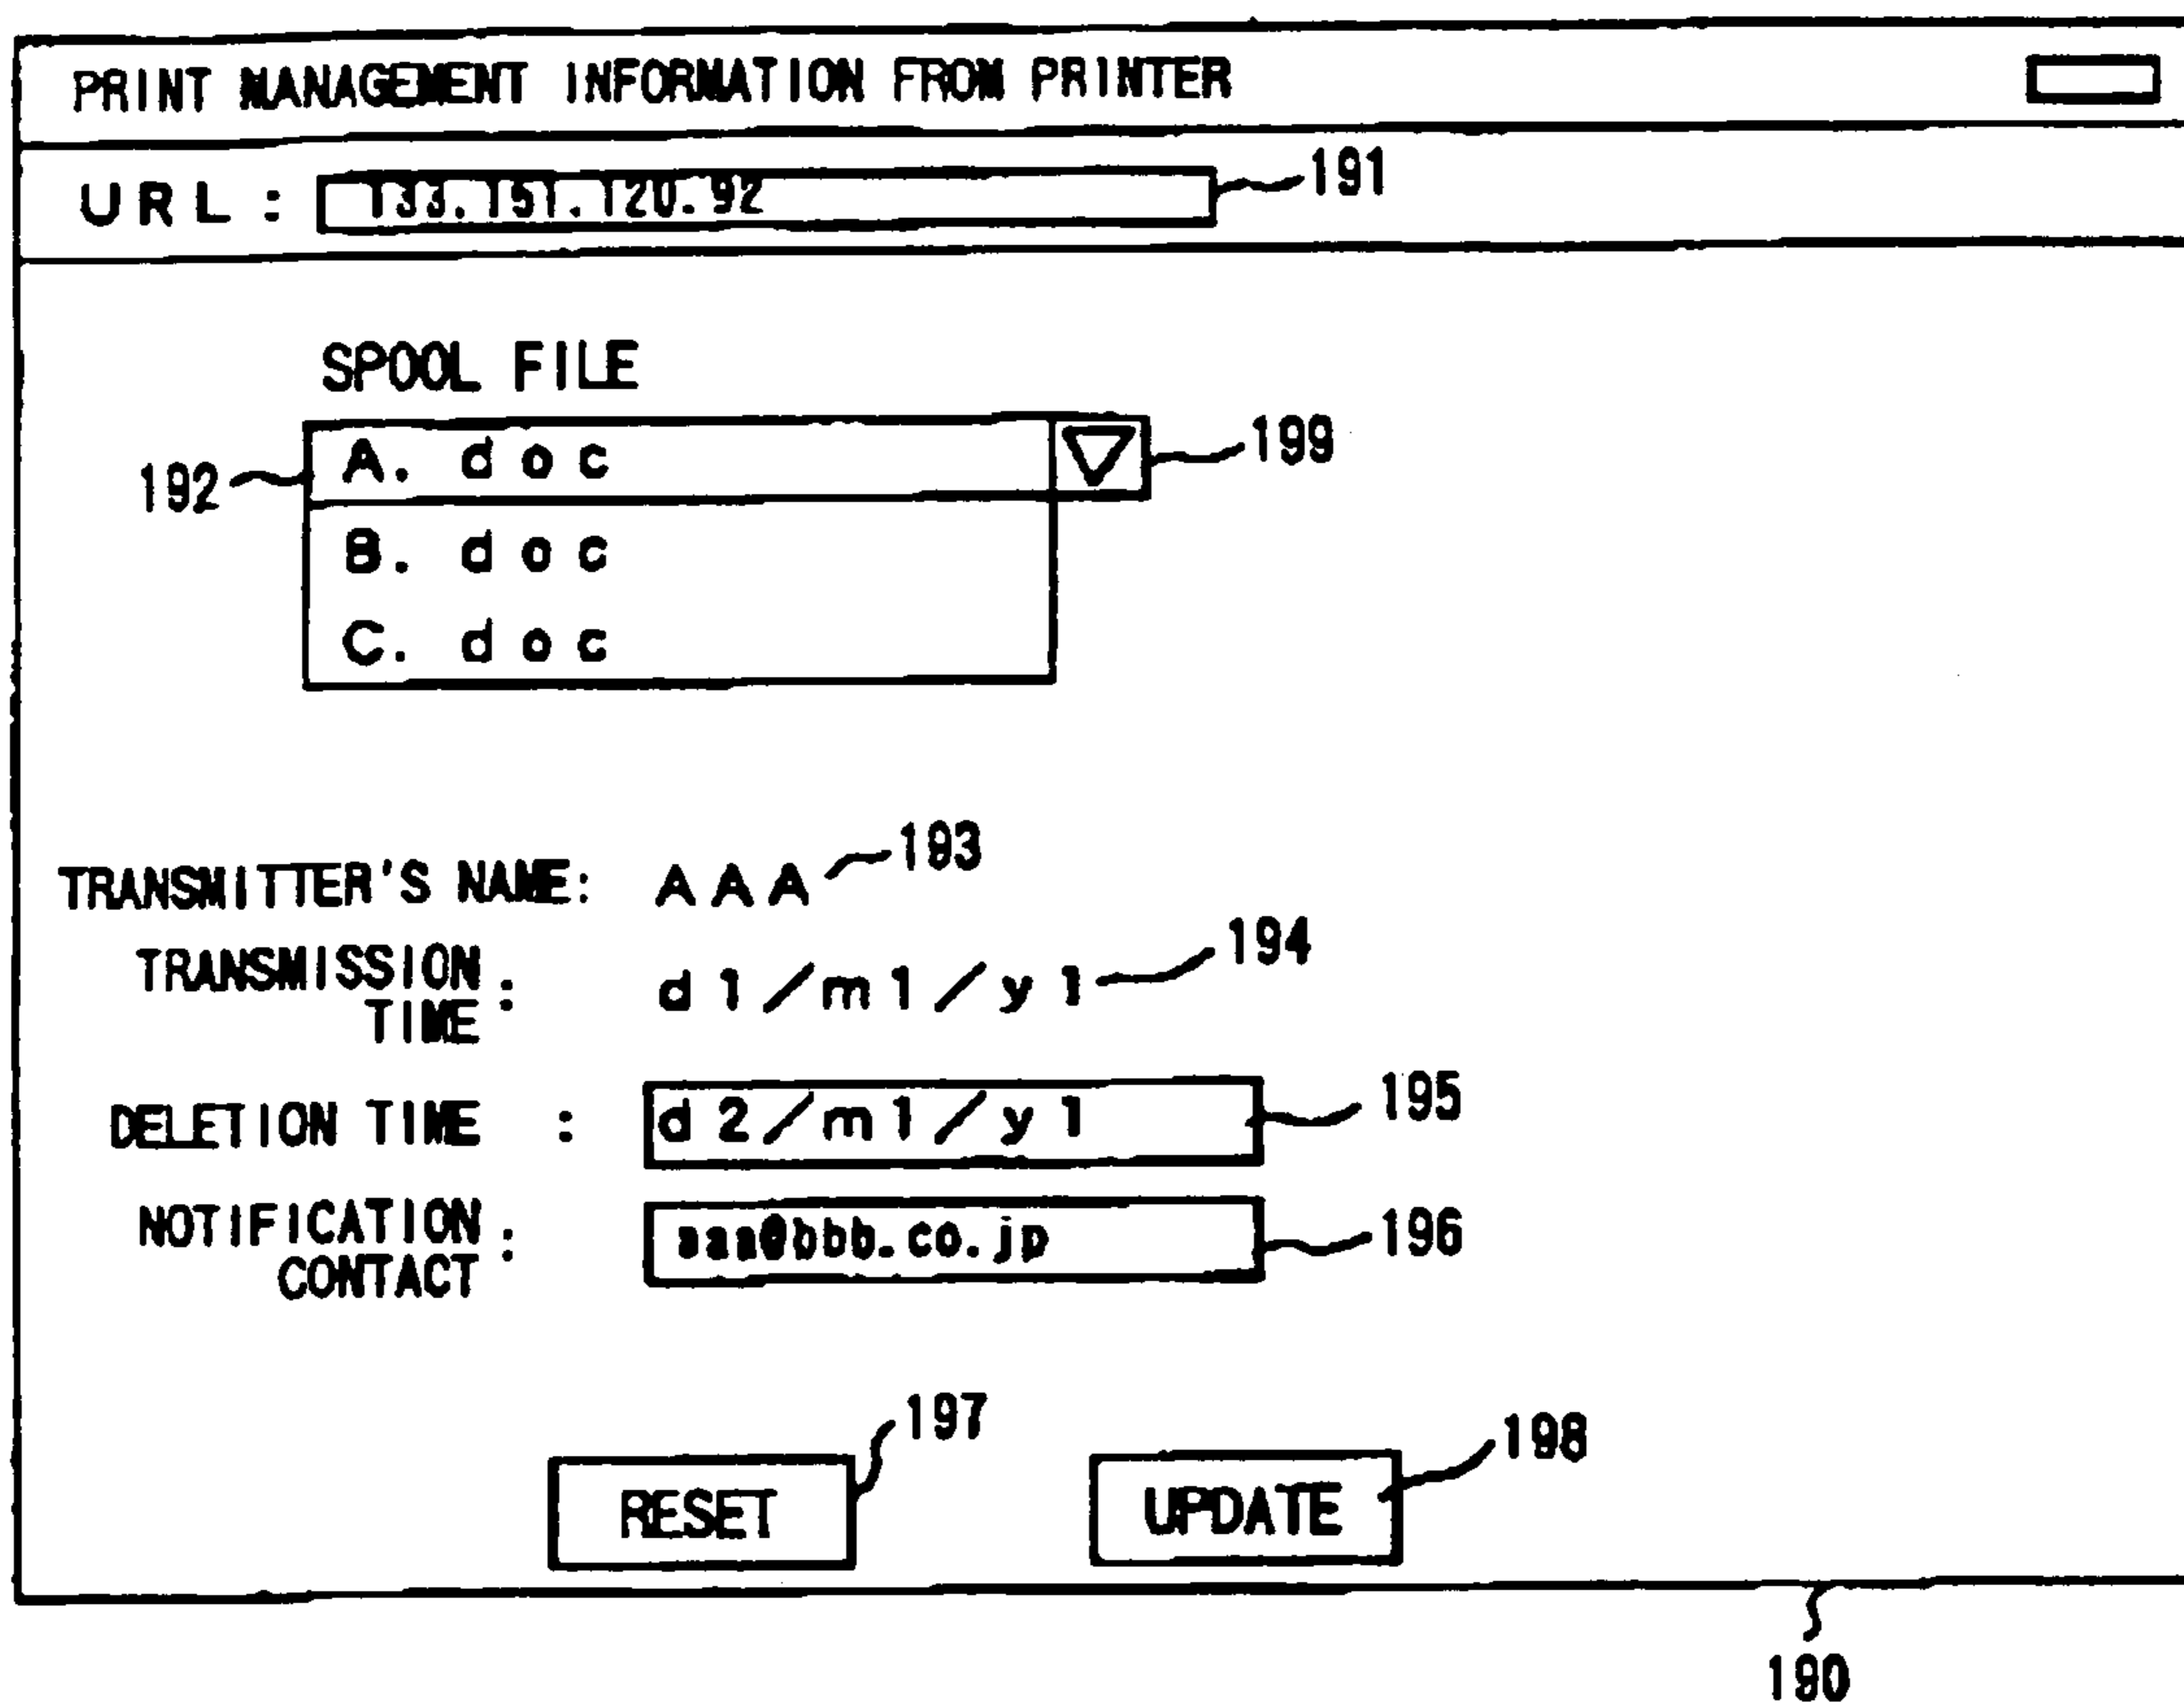 PRINT MANAGEMENT INFORMATION FROM PRINTER
URL: 133.151.120.92 191
SPOOL FILE
192 A. doc 199
B. doc
C. doc
TRANSMITTER'S NAME: AAA 193
TRANSMISSION TIME: d1/m1/y1 194
DELETION TIME : d2/m1/y1 195
NOTIFICATION CONTACT: aaa@bbb.co.jp 196
197 198
RESET UPDATE
190